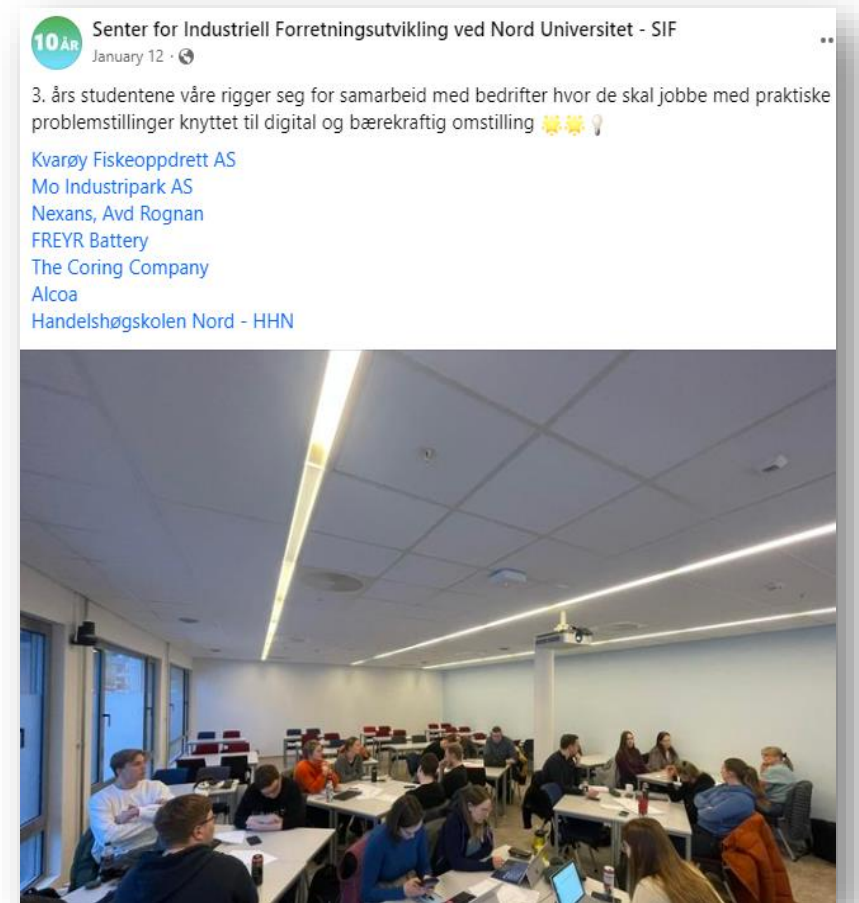 10 ÅR
Senter for Industriell Forretningsutvikling ved Nord Universitet - SIF
January 12 ·
3. års studentene våre rigger seg for samarbeid med bedrifter hvor de skal jobbe med praktiske
problemstillinger knyttet til digital og bærekraftig omstilling 🌟🌟💡
Kvarøy Fiskeoppdrett AS
Mo Industripark AS
Nexans, Avd Rognan
FREYR Battery
The Coring Company
Alcoa
Handelshøgskolen Nord - HHN